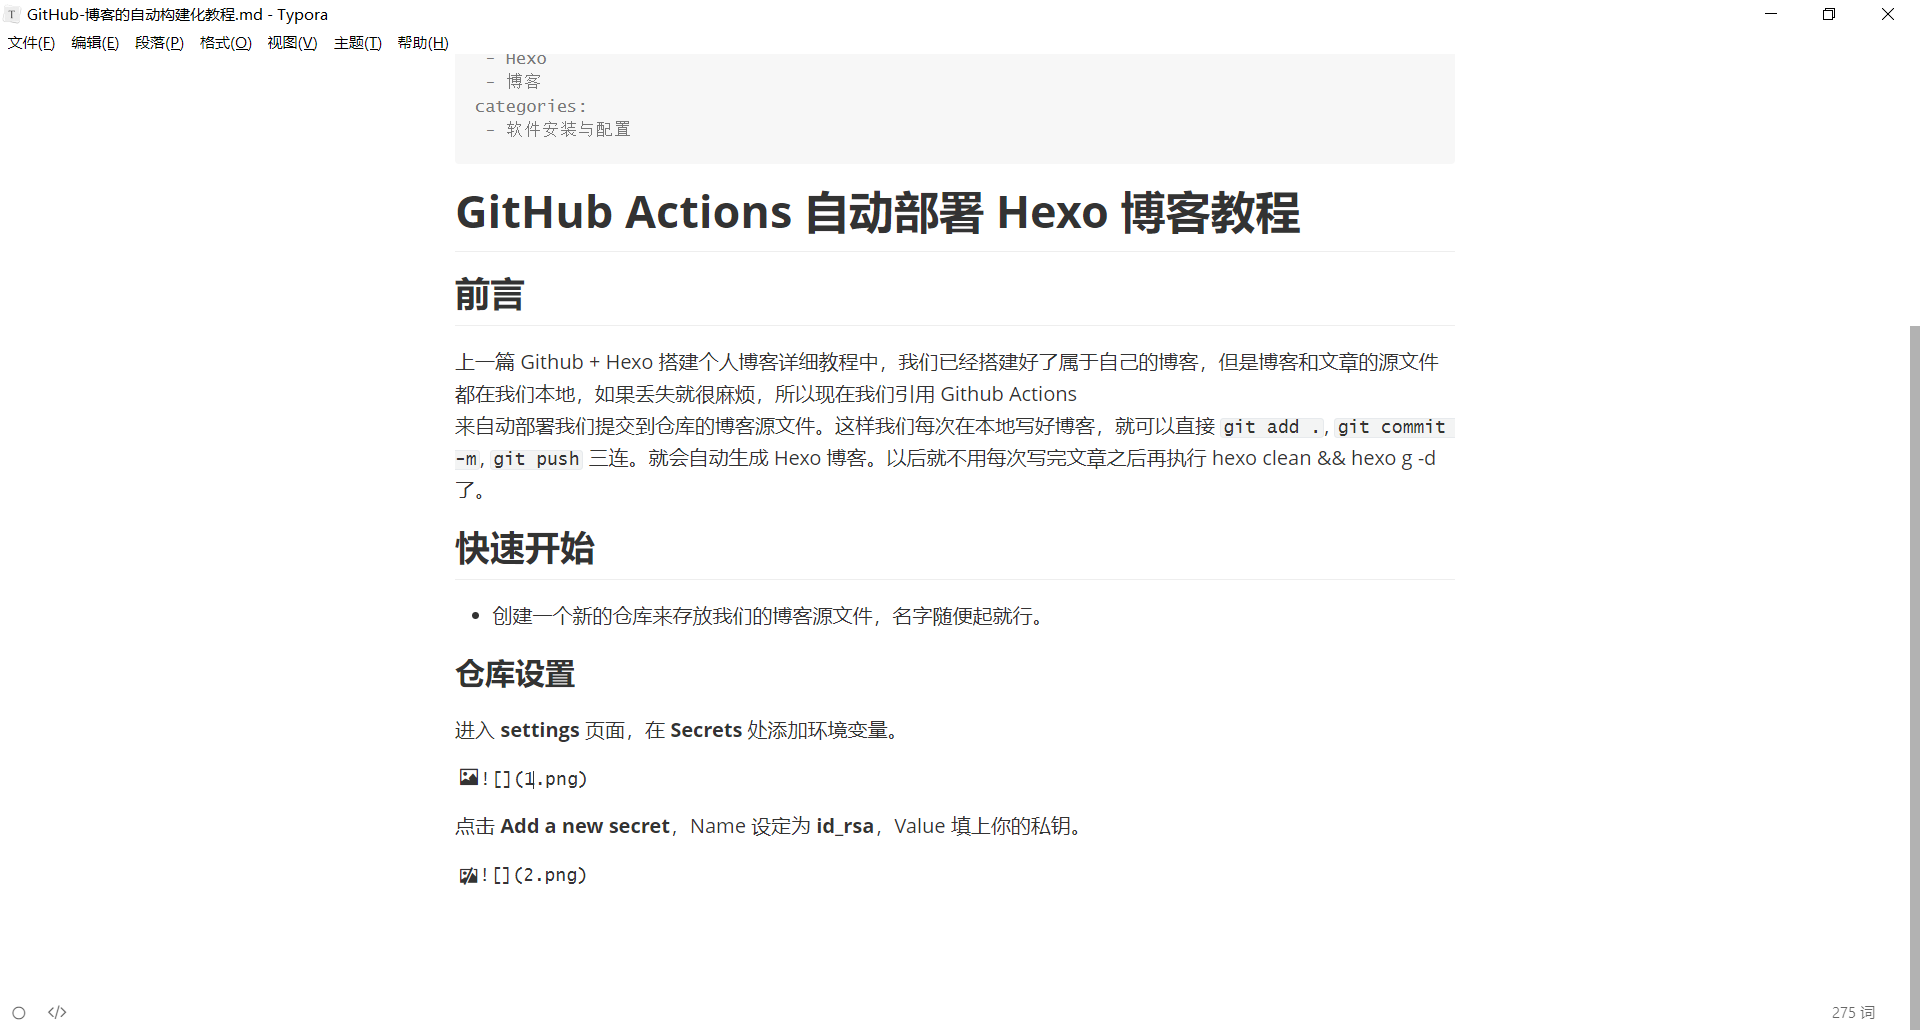 GitHub-博客的自动构建化教程.md - Typora
文件(F) 编辑(E) 段落(P) 格式(O) 视图(V) 主题(T) 帮助(H)
- Hexo
- 博客
categories:
- 软件安装与配置
GitHub Actions 自动部署 Hexo 博客教程
前言
上一篇 Github + Hexo 搭建个人博客详细教程中，我们已经搭建好了属于自己的博客，但是博客和文章的源文件
都在我们本地，如果丢失就很麻烦，所以现在我们引用 Github Actions
来自动部署我们提交到仓库的博客源文件。这样我们每次在本地写好博客，就可以直接 git add ., git commit
-m, git push 三连。就会自动生成 Hexo 博客。以后就不用每次写完文章之后再执行 hexo clean && hexo g -d
了。
快速开始
• 创建一个新的仓库来存放我们的博客源文件，名字随便起就行。
仓库设置
进入 settings 页面，在 Secrets 处添加环境变量。
![](1.png)
点击 Add a new secret，Name 设定为 id_rsa，Value 填上你的私钥。
![](2.png)
</> 275 词